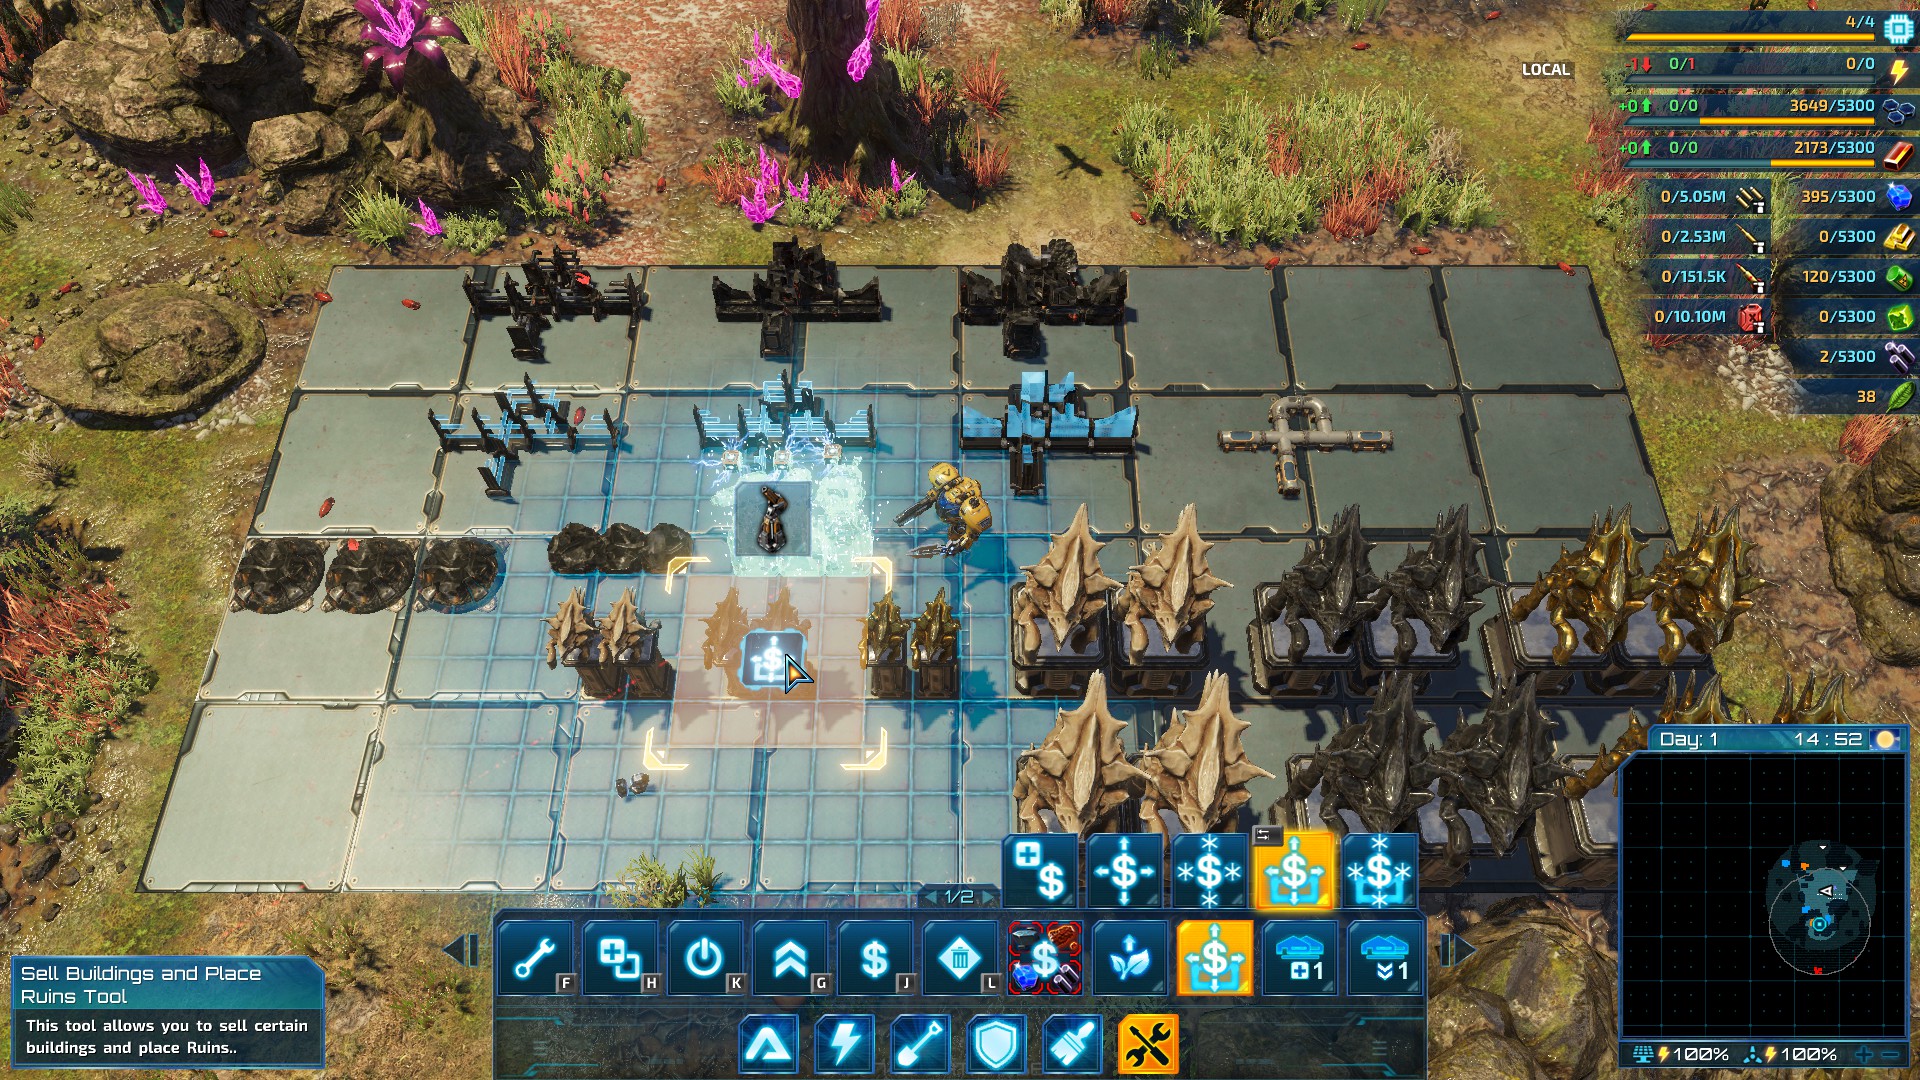 4/4
LOCAL
-1 0/1 0/0
+0 0/0 3649/5300
+0 0/0 2173/5300
0/5.05M 395/5300
0/2.53M 0/5300
0/151.5K 120/5300
0/10.10M 0/5300
2/5300
38
Day: 1 14:52
1/2
F H K G J L 1 1
Sell Buildings and Place
Ruins Tool
This tool allows you to sell certain
buildings and place Ruins..
100% 100%